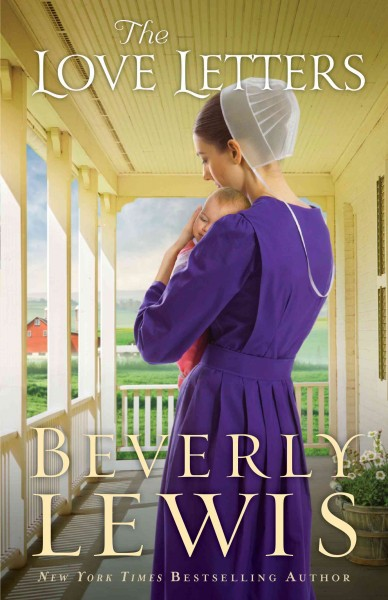 The
LOVE LETTERS
BEVERLY
LEWIS
NEW YORK TIMES BESTSELLING AUTHOR